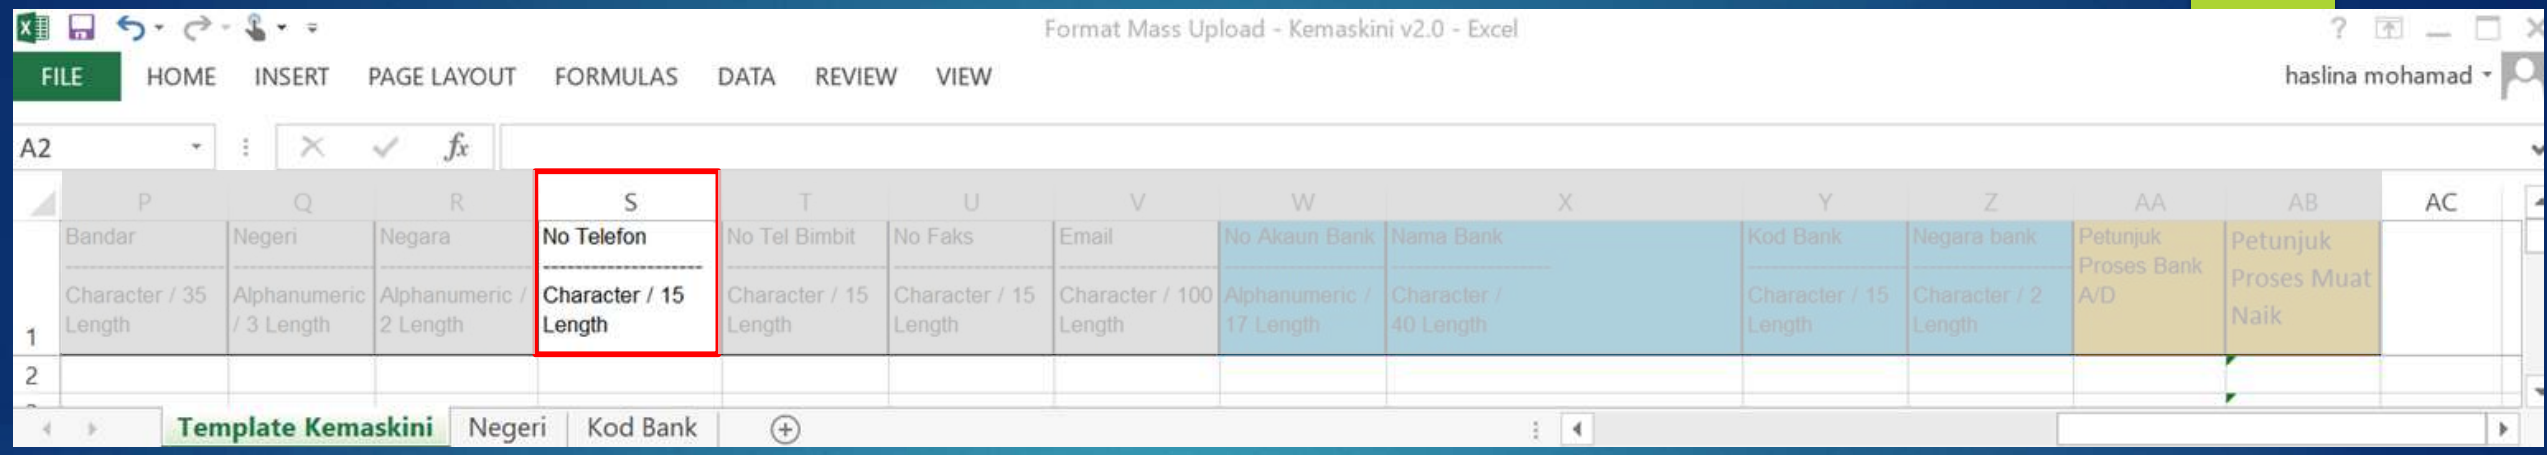 Format Mass Upload - Kemaskini v2.0 - Excel
?
FILE HOME INSERT PAGE LAYOUT FORMULAS DATA REVIEW VIEW haslina mohamad
A2 fx
P Q R S T U V W X Y Z AA AB AC
1
Bandar
--------------------
Character / 35
Length
Negeri
--------------------
Alphanumeric
/ 3 Length
Negara
--------------------
Alphanumeric /
2 Length
No Telefon
--------------------
Character / 15
Length
No Tel Bimbit
--------------------
Character / 15
Length
No Faks
--------------------
Character / 15
Length
Email
--------------------
Character / 100
Length
No Akaun Bank
--------------------
Alphanumeric /
17 Length
Nama Bank
--------------------
Character /
40 Length
Kod Bank
--------------------
Character / 15
Length
Negara bank
--------------------
Character / 2
Length
Petunjuk
Proses Bank
A/D
Petunjuk
Proses Muat
Naik
2
Template Kemaskini Negeri Kod Bank